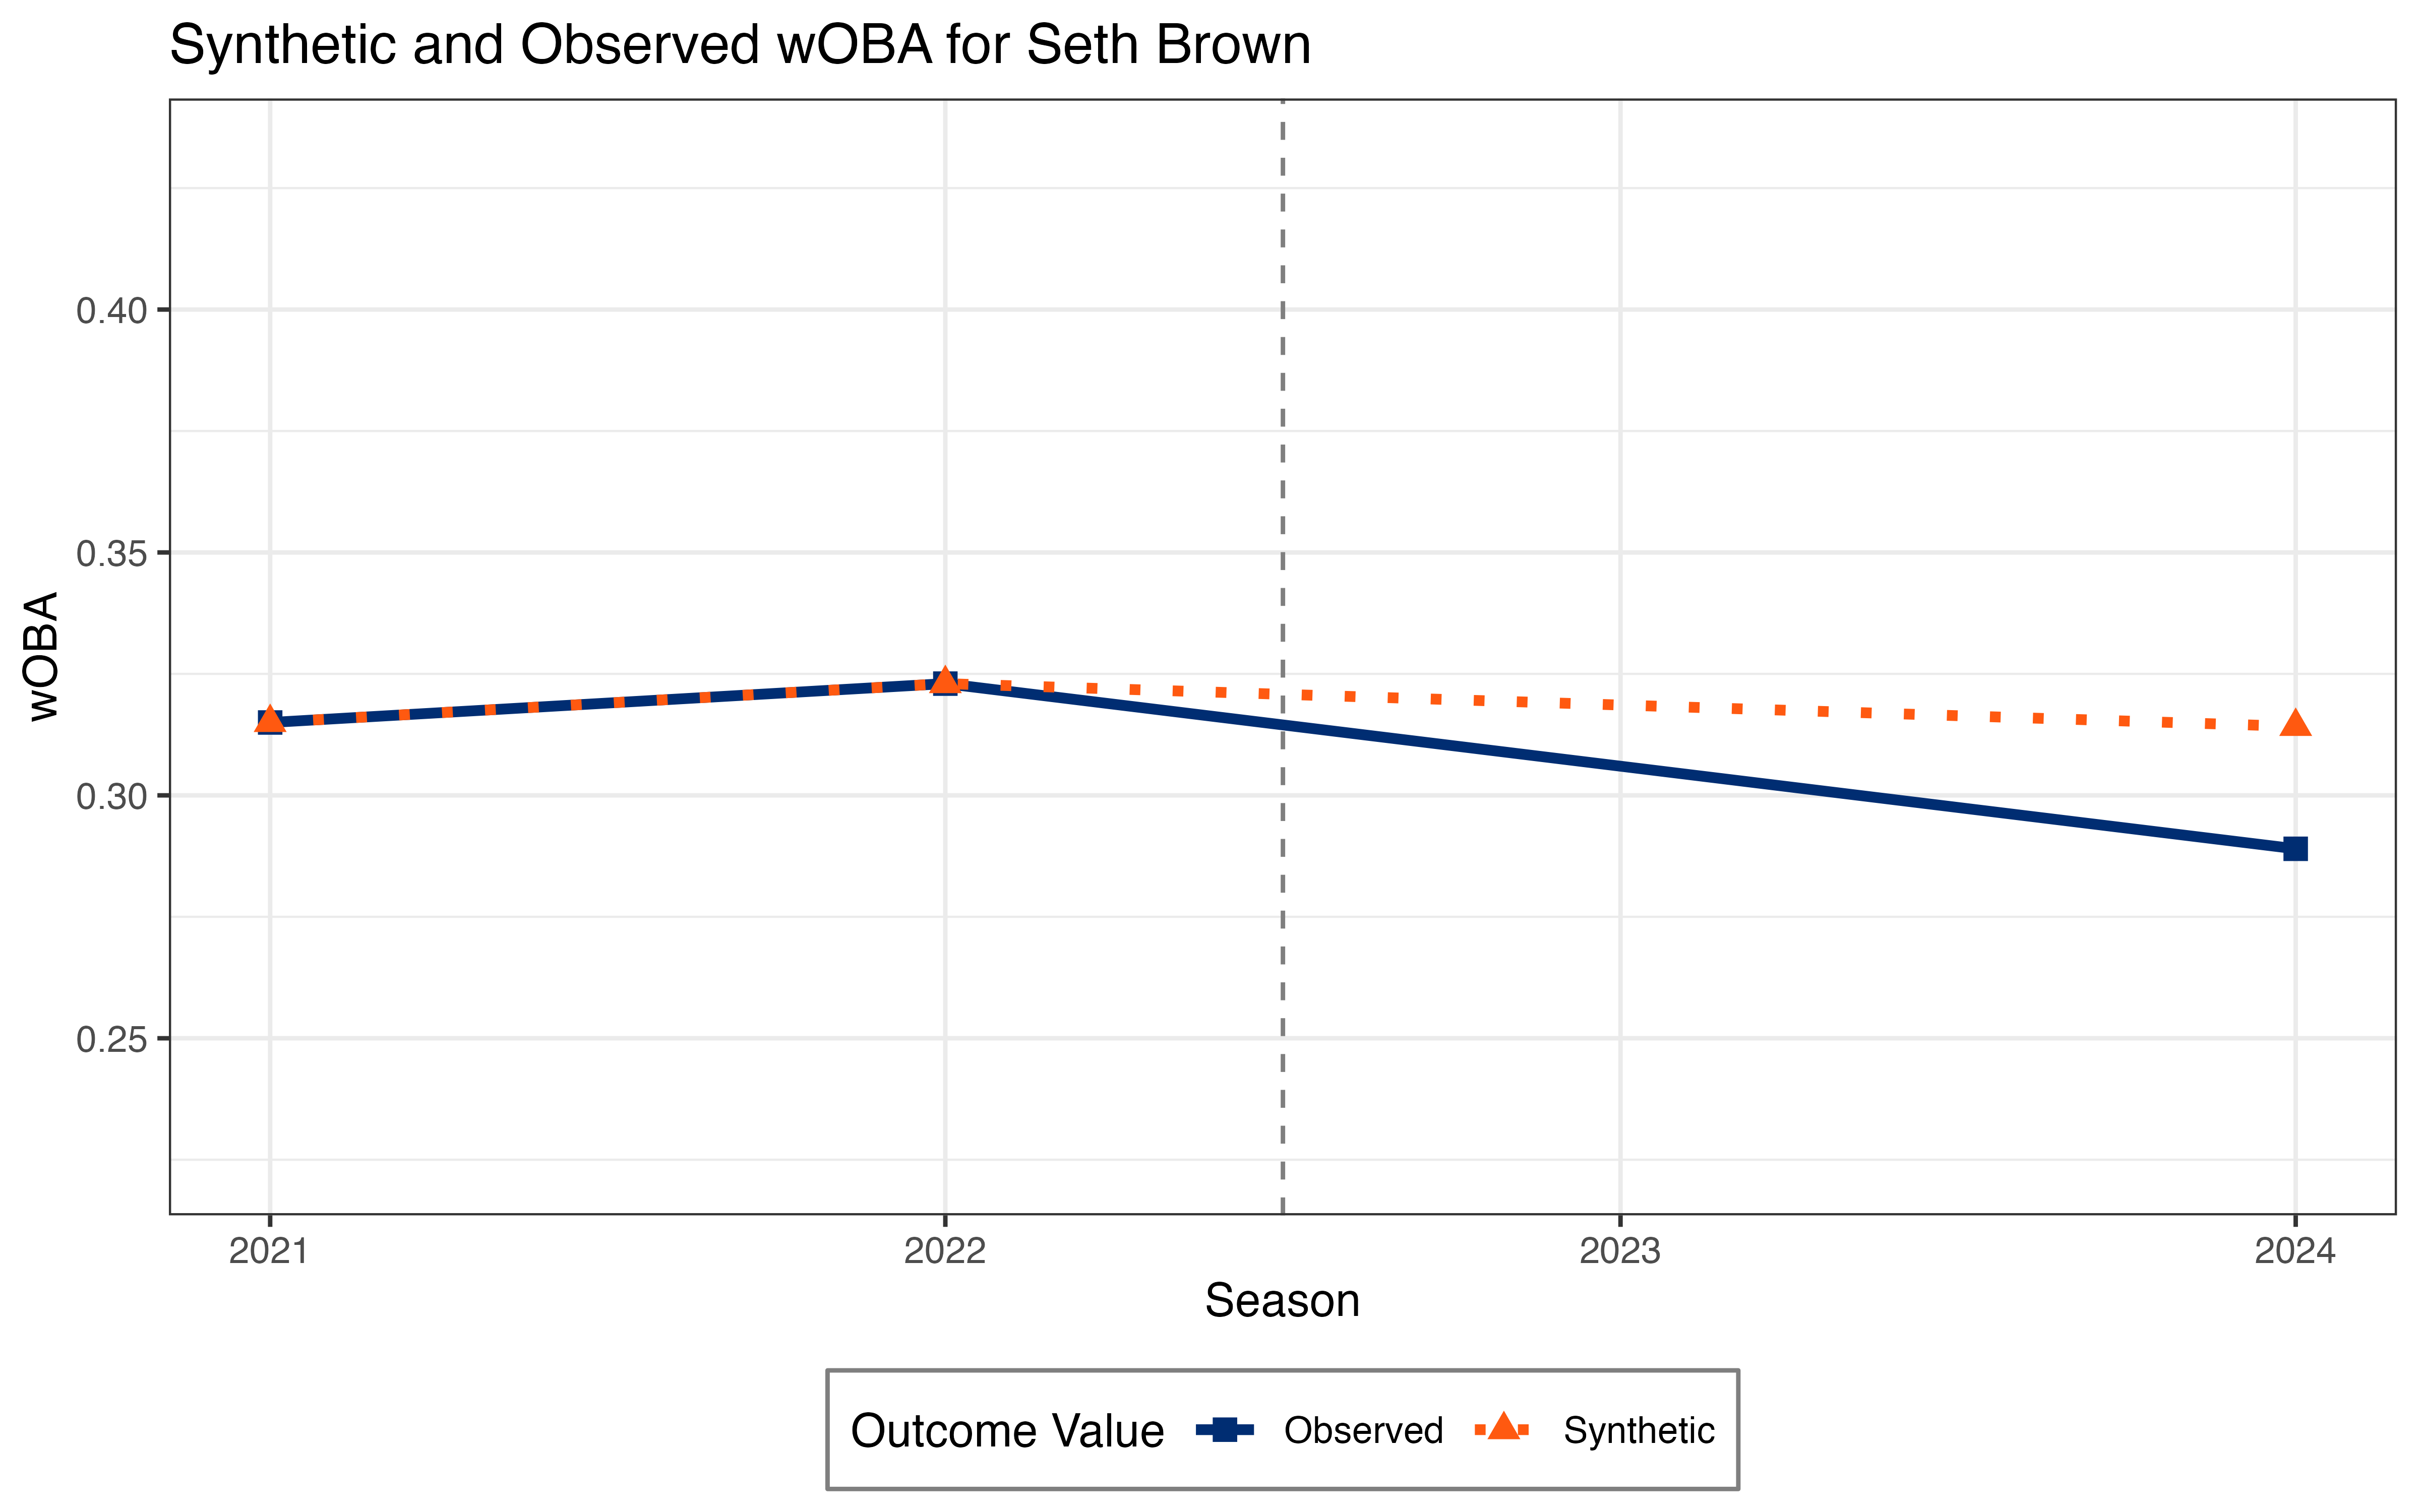 Synthetic and Observed wOBA for Seth Brown
wOBA
0.40
0.35
0.30
0.25
2021 2022 2023 2024
Season
Outcome Value Observed Synthetic